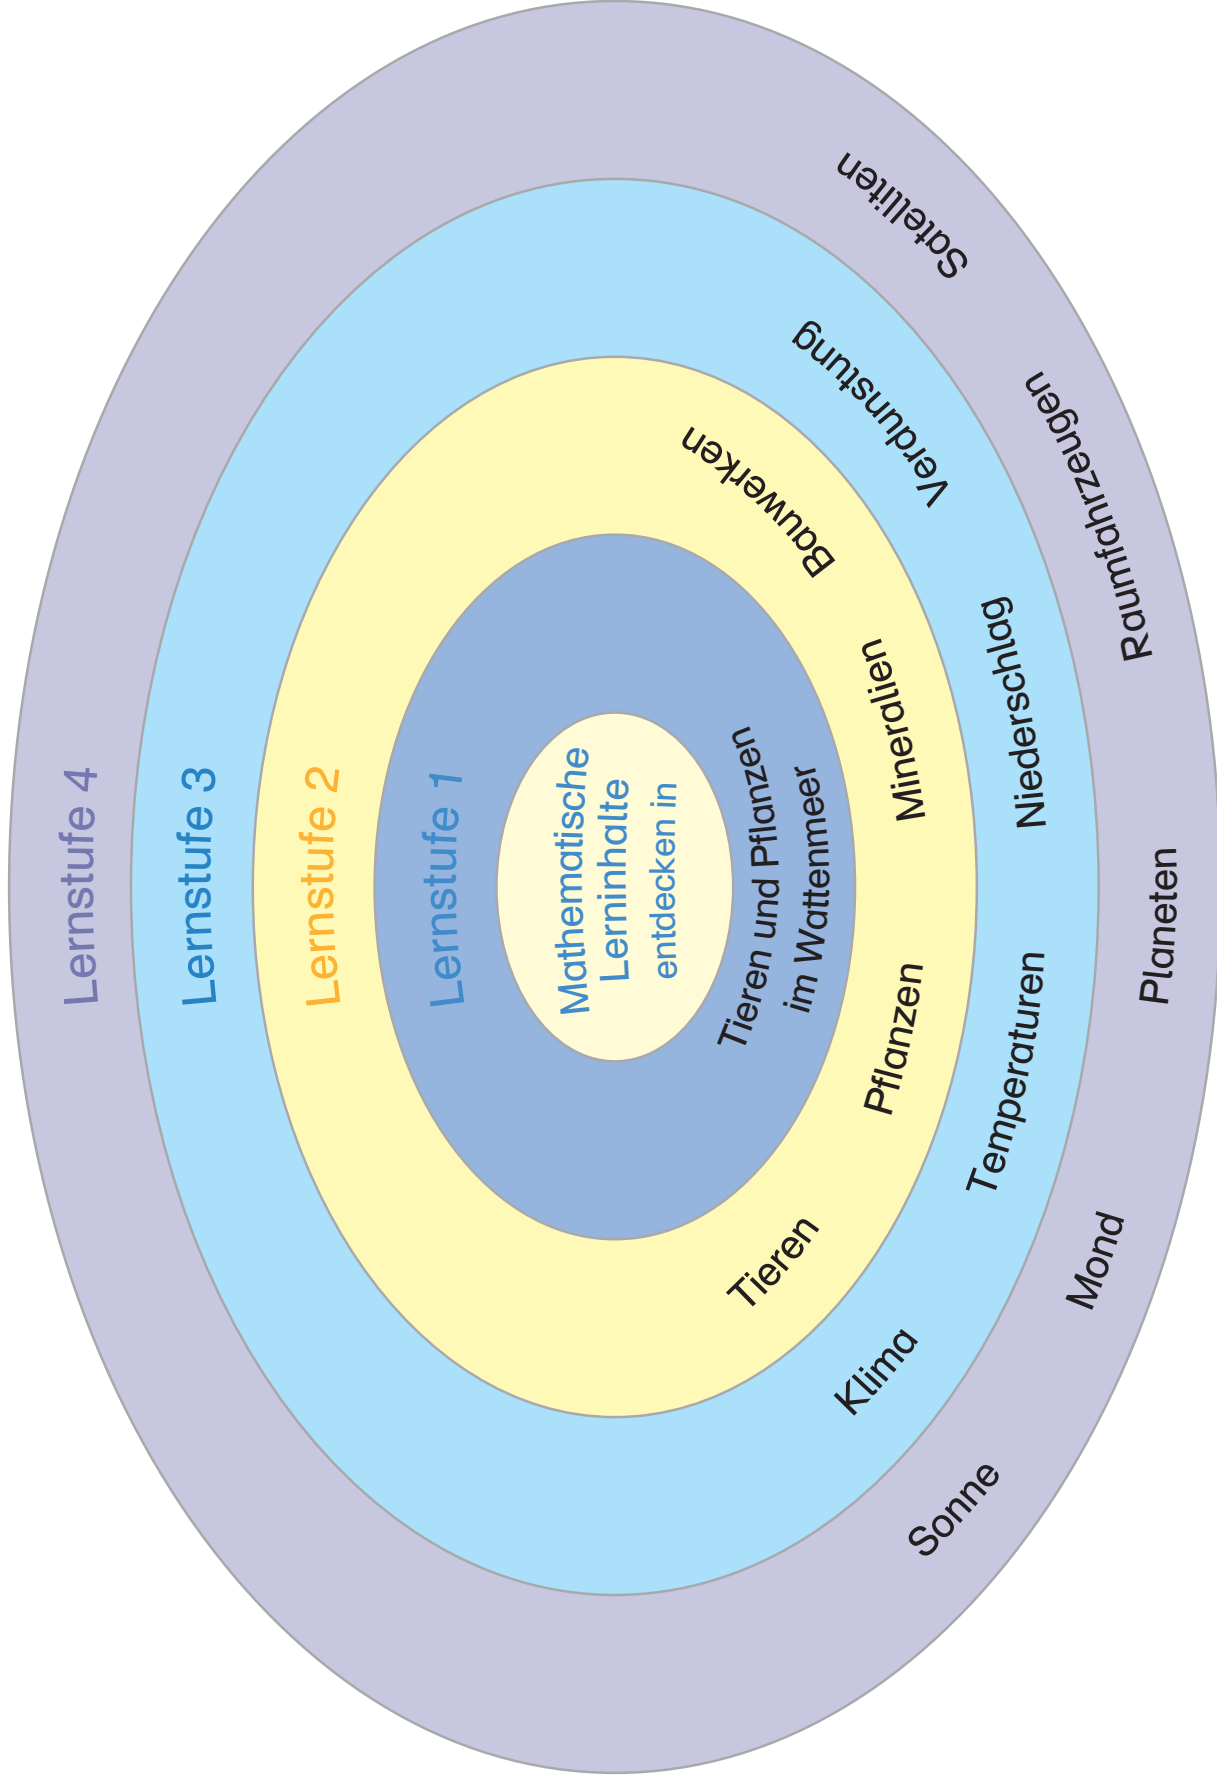 Lernstufe 4
Lernstufe 3
Lernstufe 2
Lernstufe 1
Mathematische
Lerninhalte
entdecken in
Tieren und Pflanzen
im Wattenmeer
Tieren
Pflanzen
Mineralien
Bauwerken
Klima
Temperaturen
Niederschlag
Verdunstung
Sonne
Mond
Planeten
Raumfahrzeugen
Satelliten